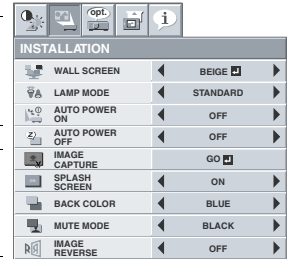 opt.
i
INSTALLATION
WALL SCREEN BEIGE
LAMP MODE STANDARD
AUTO POWER ON OFF
AUTO POWER OFF OFF
IMAGE CAPTURE GO
SPLASH SCREEN ON
BACK COLOR BLUE
MUTE MODE BLACK
IMAGE REVERSE OFF